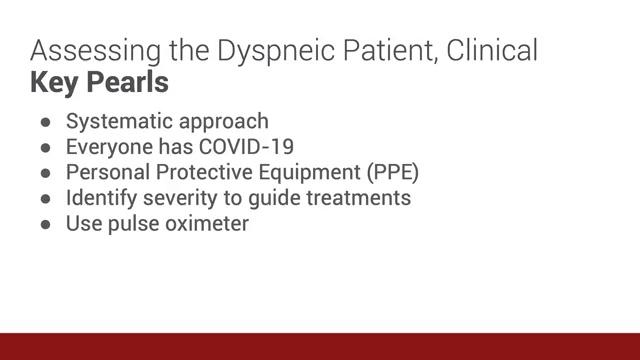 Assessing the Dyspneic Patient, Clinical
Key Pearls
● Systematic approach
● Everyone has COVID-19
● Personal Protective Equipment (PPE)
● Identify severity to guide treatments
● Use pulse oximeter